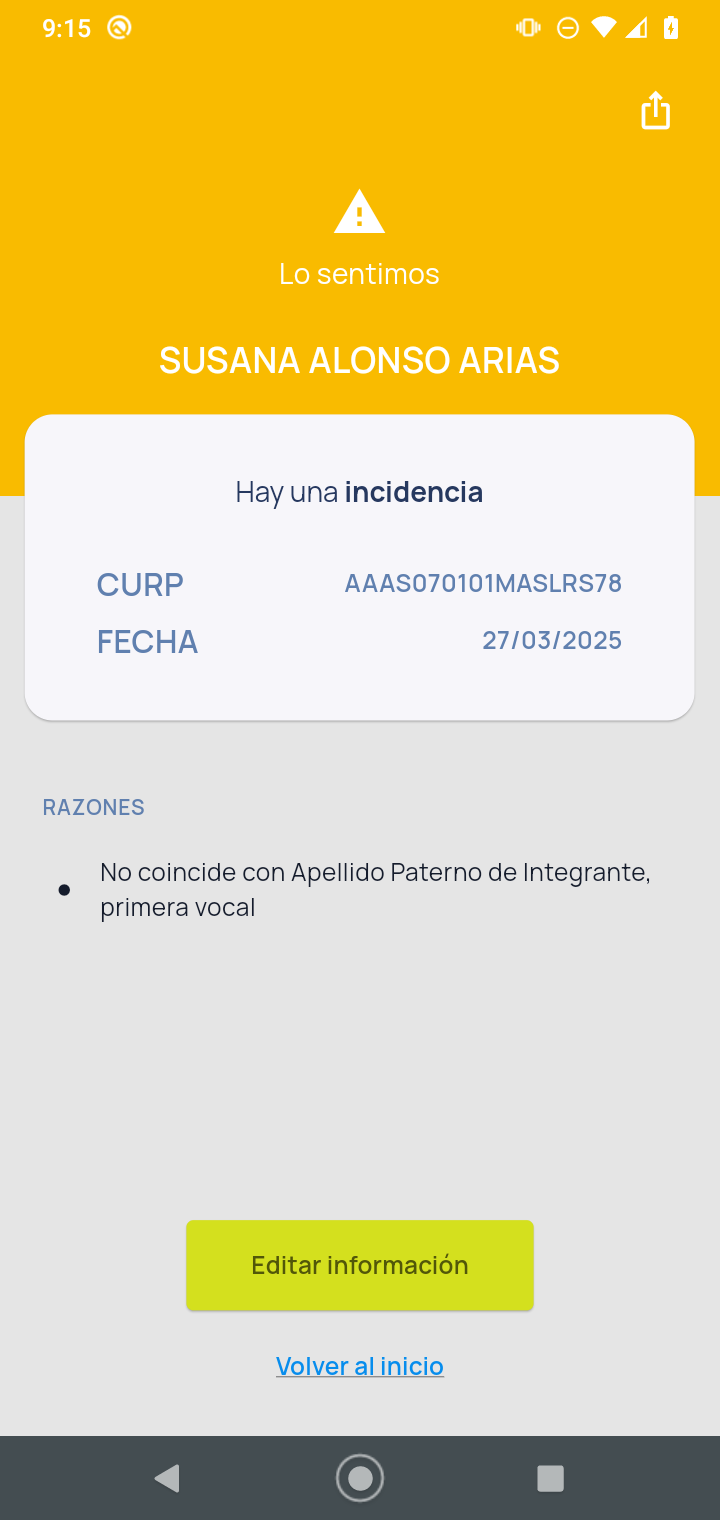 9:15
Lo sentimos
SUSANA ALONSO ARIAS
Hay una incidencia
CURP AAAS070101MASLRS78
FECHA 27/03/2025
RAZONES
No coincide con Apellido Paterno de Integrante,
primera vocal
Editar información
Volver al inicio